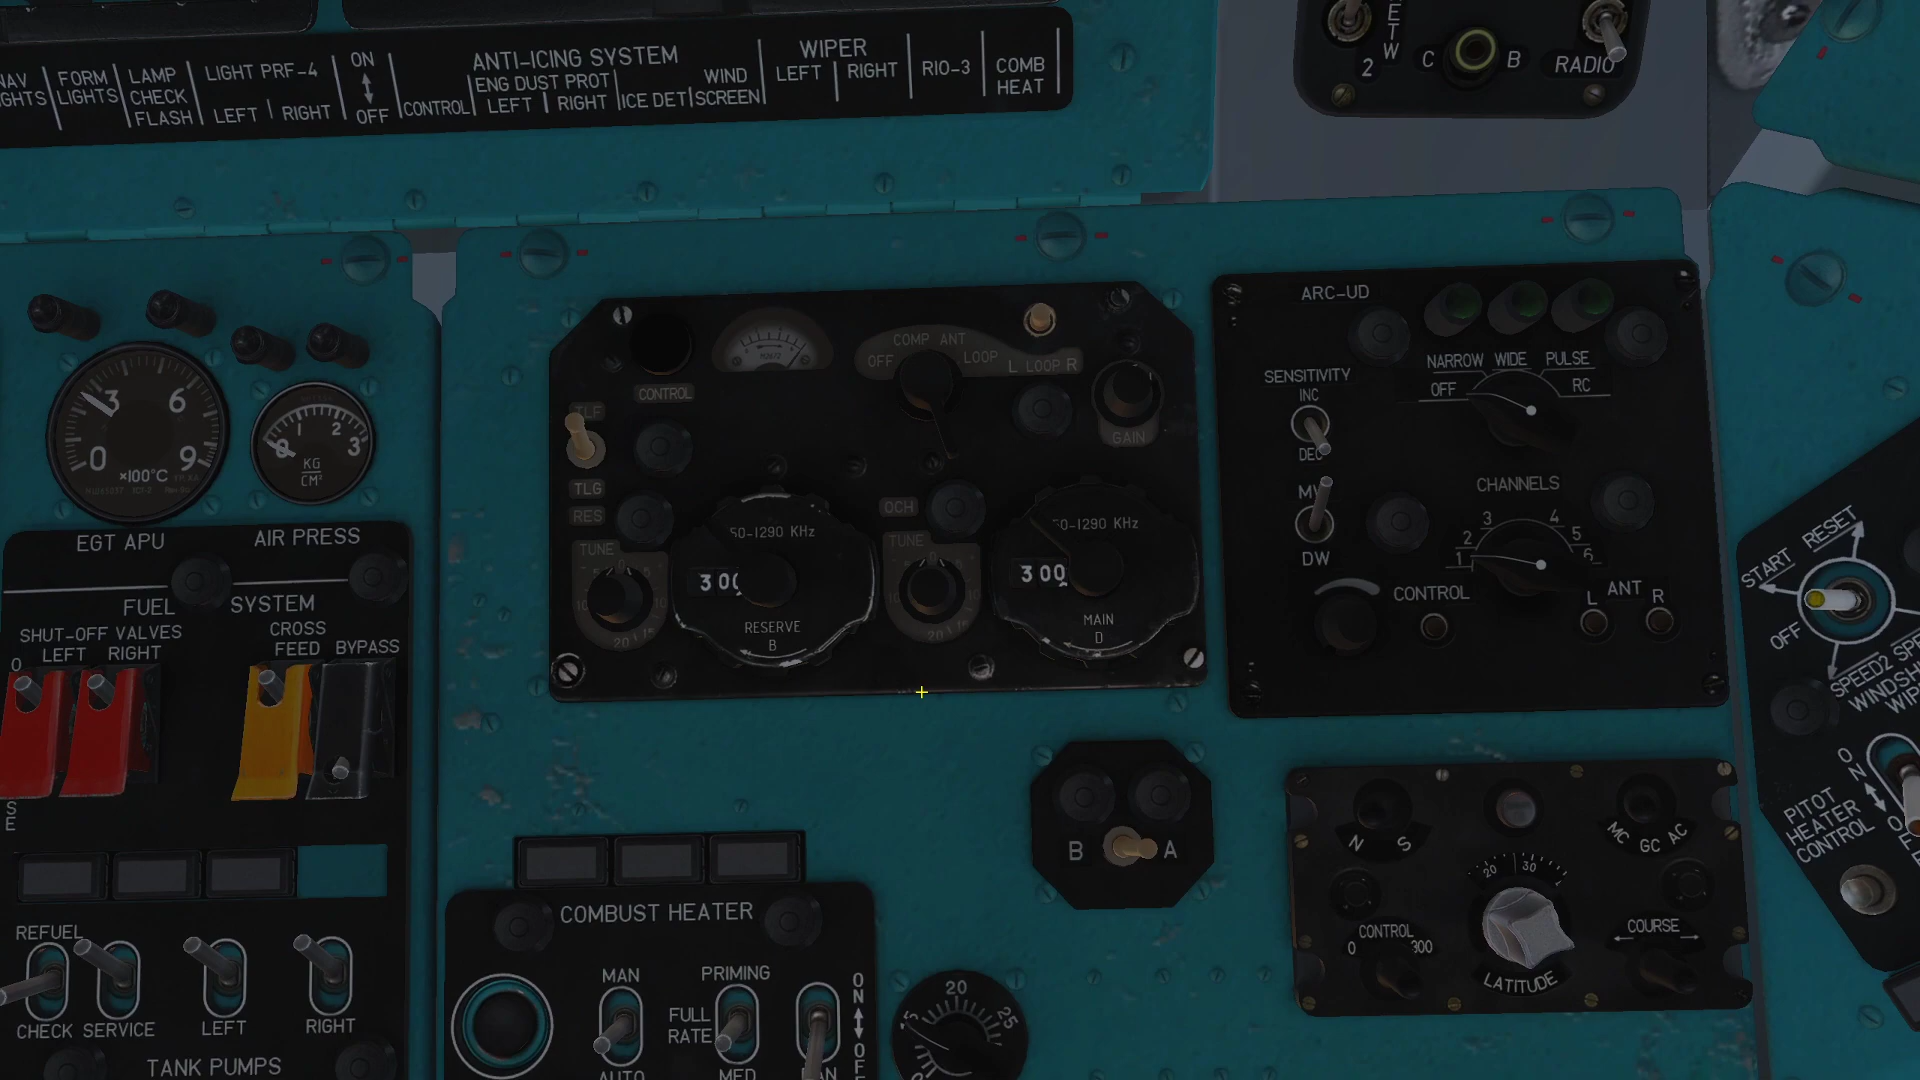 FORM
LIGHTS
LAMP
CHECK
FLASH
LIGHT PRF-4
LEFT RIGHT
ON
OFF
ANTI-ICING SYSTEM
CONTROL
ENG DUST PROT
LEFT RIGHT
ICE DET
WIND
SCREEN
WIPER
LEFT RIGHT
RIO-3
COMB
HEAT
2
C B
RADIO
0 3 6 9
×100°C
EGT APU
0 1 2 3
KG
CM²
AIR PRESS
FUEL SYSTEM
SHUT-OFF VALVES
LEFT RIGHT
CROSS
FEED
BYPASS
REFUEL
CHECK SERVICE LEFT RIGHT
TANK PUMPS
CONTROL
TLF
TLG
RES
TUNE
COMP ANT
OFF LOOP
L LOOP R
GAIN
50-1290 KHz
300
RESERVE
B
OCH
TUNE
50-1290 KHz
300
MAIN
D
ARC-UD
NARROW WIDE PULSE
OFF RC
SENSITIVITY
INC
DEC
DW
CHANNELS
1 2 3 4 5 6
CONTROL
L ANT R
B A
N S
MC GC AC
20 30
CONTROL
0 300
LATITUDE
COURSE
START RESET
OFF
SPEED2
PITOT
HEATER
CONTROL
COMBUST HEATER
MAN
AUTO
PRIMING
FULL
RATE
MED
ON
20
25